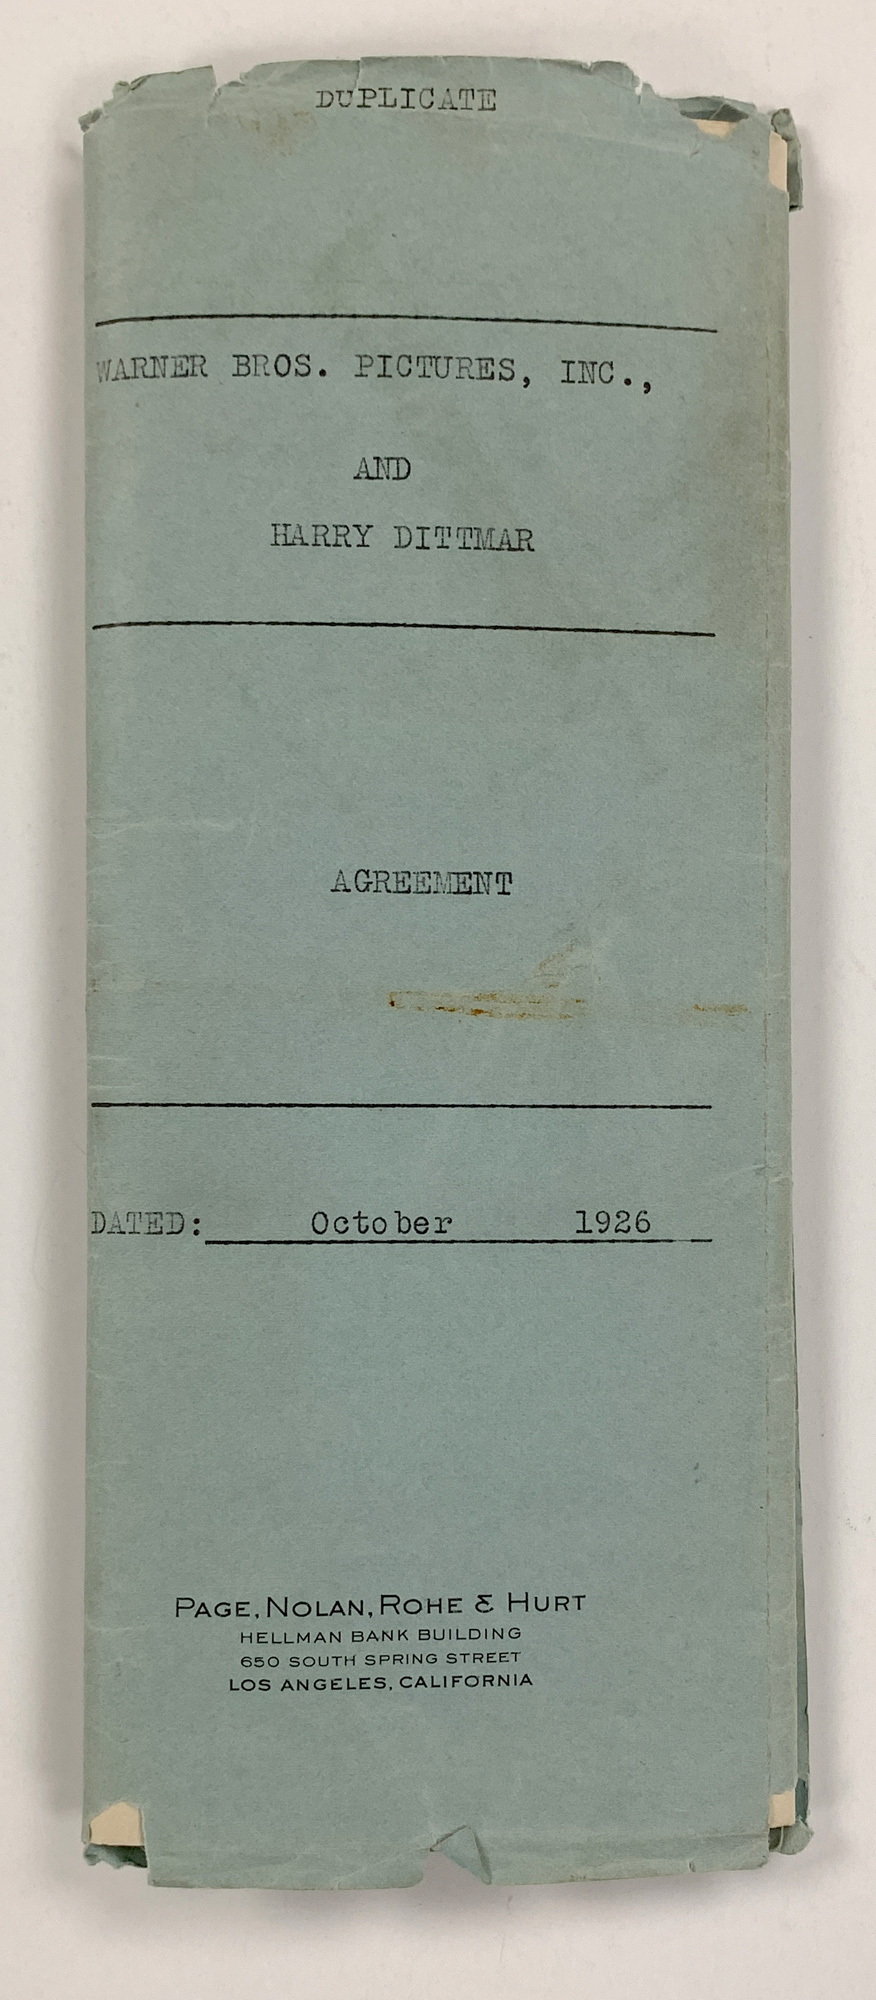 DUPLICATE
WARNER BROS. PICTURES, INC.,
AND
HARRY DITTMAR
AGREEMENT
DATED: October 1926
PAGE, NOLAN, ROHE & HURT
HELLMAN BANK BUILDING
650 SOUTH SPRING STREET
LOS ANGELES, CALIFORNIA